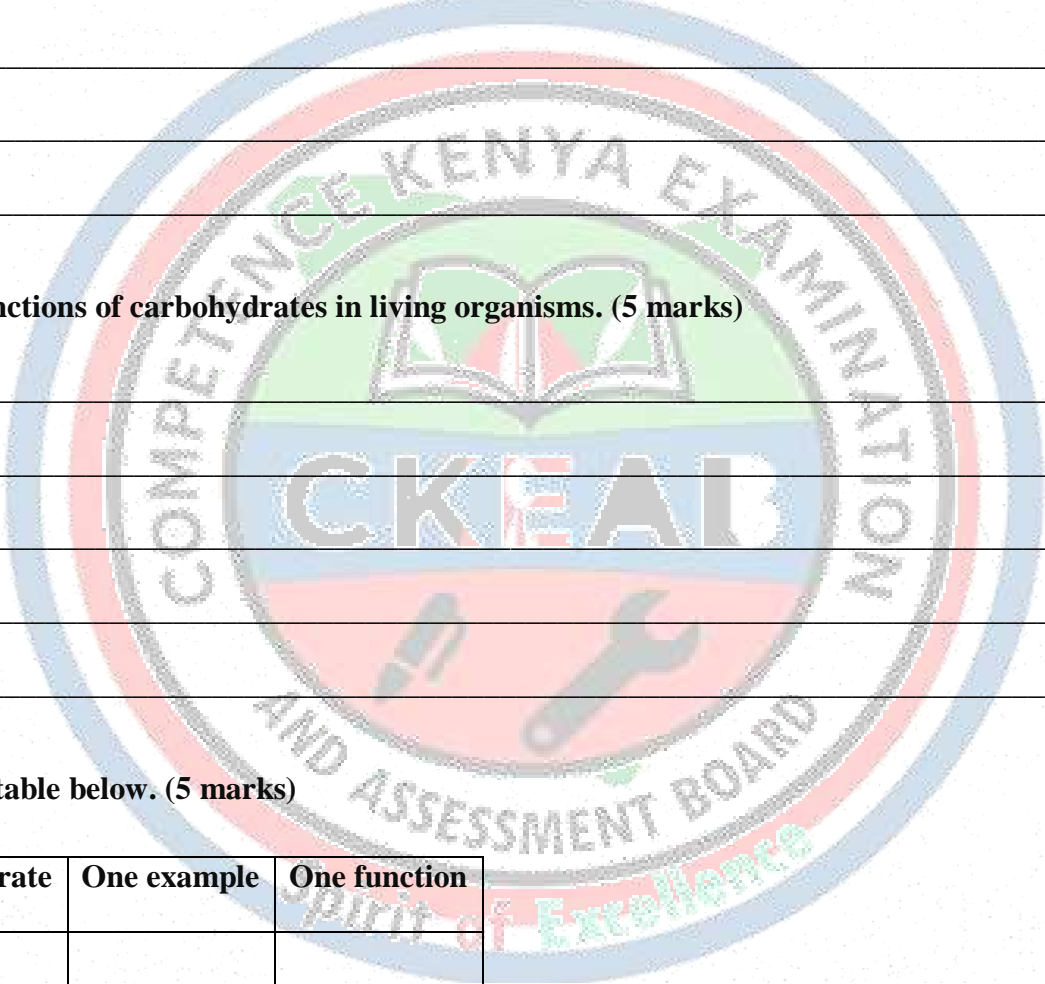 COMPETENCE KENYA EXAMINATION
nctions of carbohydrates in living organisms. (5 marks)
CKEAB
table below. (5 marks)
AND ASSESSMENT BOARD
rate One example One function
Spirit of Excellence